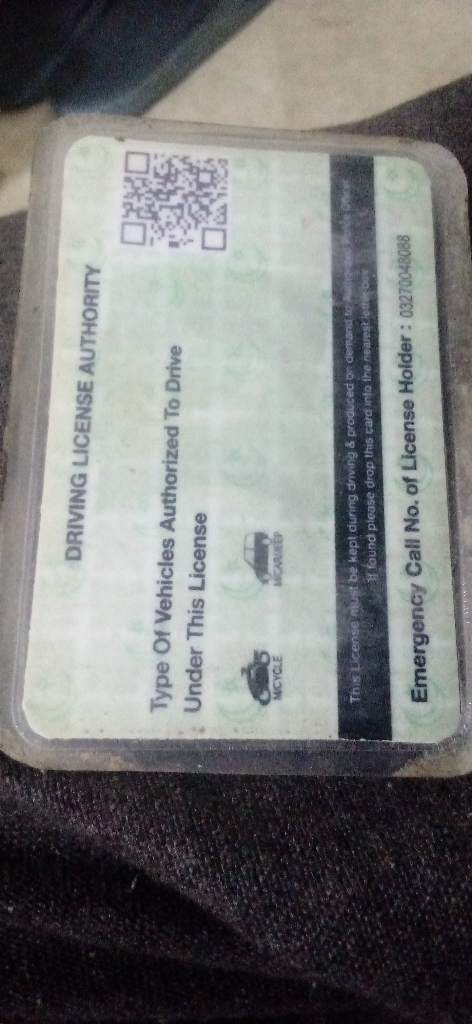 DRIVING LICENSE AUTHORITY
Type Of Vehicles Authorized To Drive
Under This License
M/CYCLE
M/CAR/JEEP
This License must be kept during driving & produced on demand to
If found please drop this card into the nearest letter box
Emergency Call No. of License Holder : 03270048088